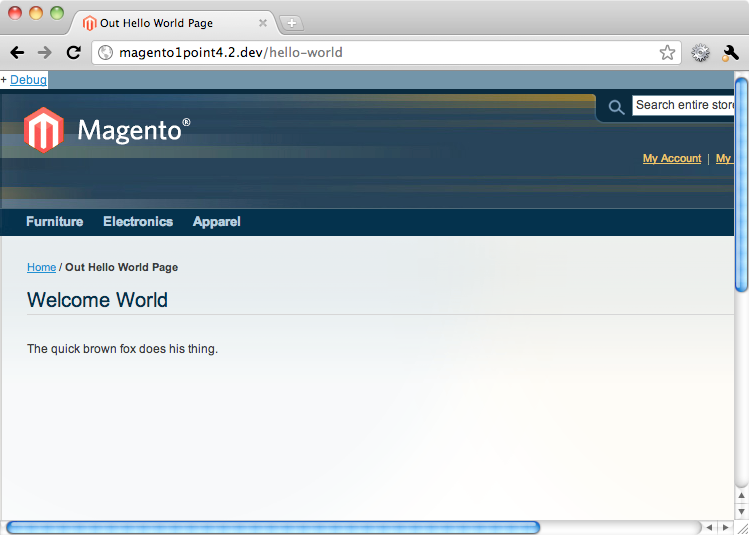 Out Hello World Page
magento1point4.2.dev/hello-world
+ Debug
Magento®
Search entire store
My Account | My
Furniture Electronics Apparel
Home / Out Hello World Page
Welcome World
The quick brown fox does his thing.